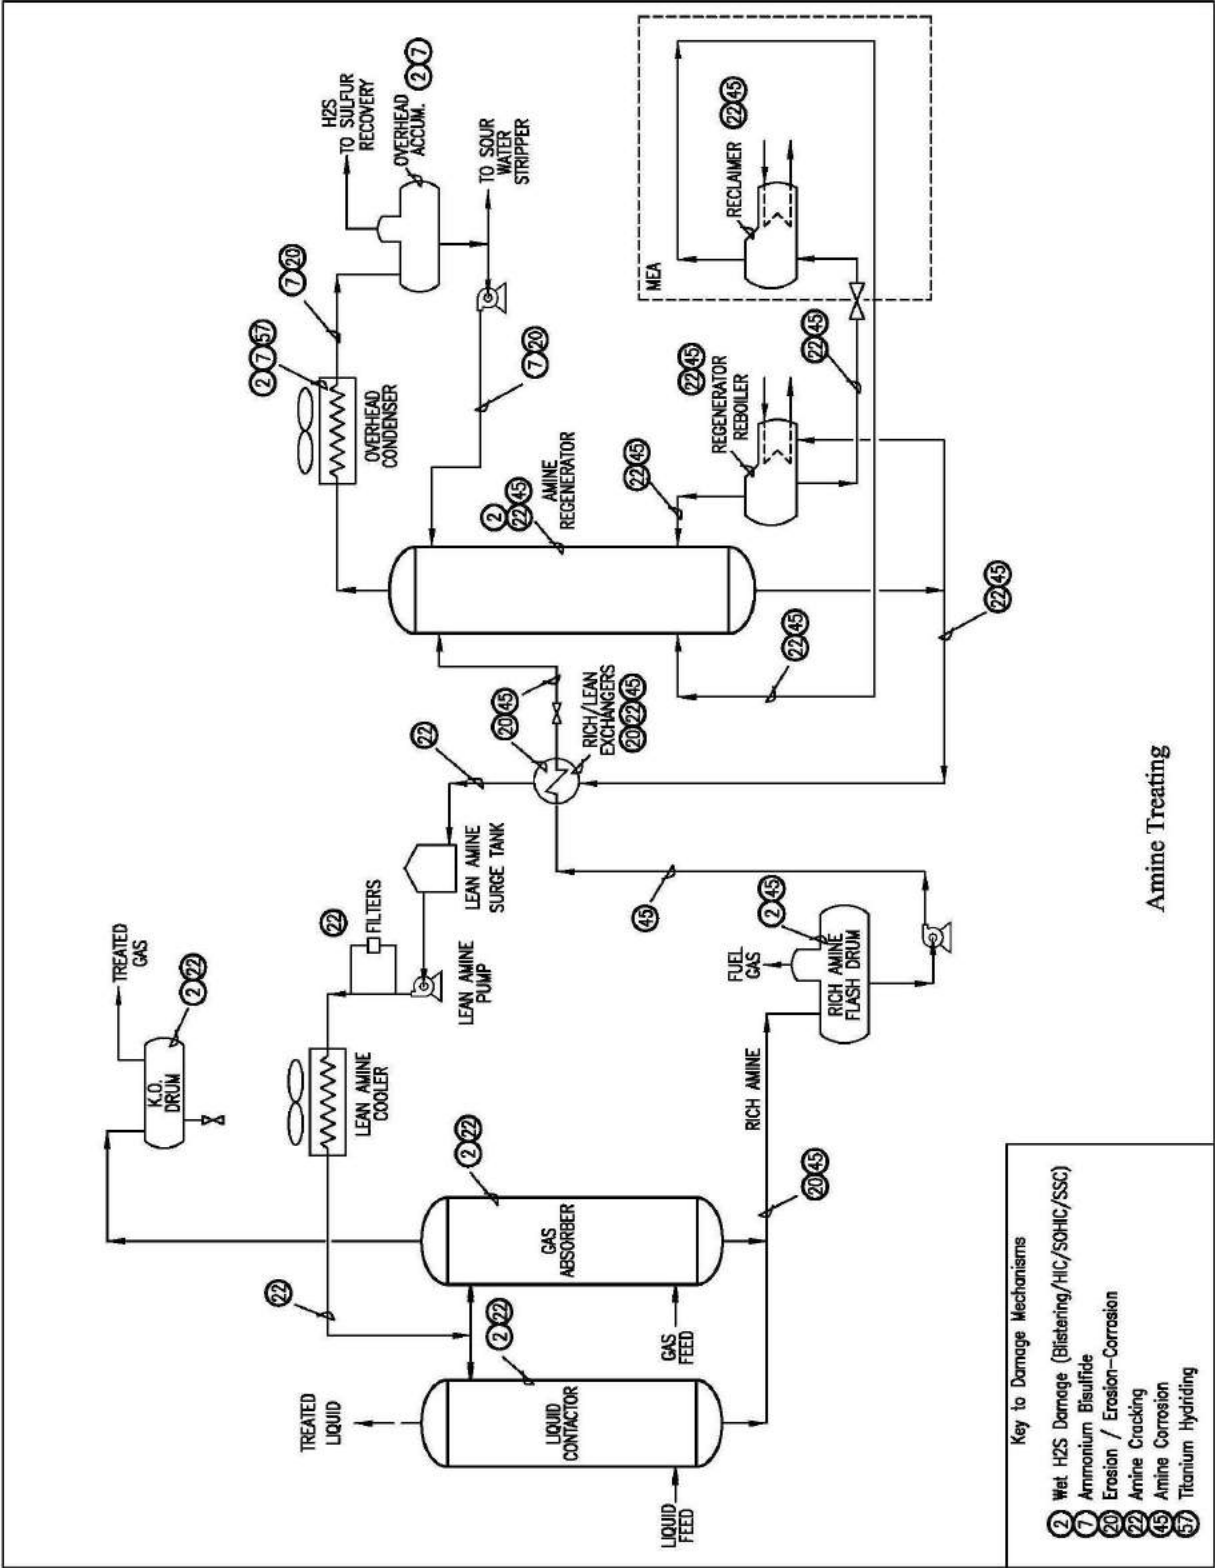 H2S
TO SULFUR
RECOVERY
OVERHEAD
ACCUM.
2 7
7 20
2 7 57
OVERHEAD
CONDENSER
TO SOUR
WATER
STRIPPER
7 20
MEA
RECLAIMER
22 45
22 45
REGENERATOR
REBOILER
22 45
22 45
AMINE
REGENERATOR
2
22 45
22 45
22 45
20 45
RICH/LEAN
EXCHANGERS
20 22 45
22
LEAN AMINE
SURGE TANK
22
FILTERS
LEAN AMINE
PUMP
TREATED
GAS
K.O.
DRUM
2 22
LEAN AMINE
COOLER
45
FUEL
GAS
RICH AMINE
FLASH DRUM
2 45
RICH AMINE
20 45
GAS
ABSORBER
2 22
22
2 22
GAS
FEED
TREATED
LIQUID
LIQUID
CONTACTOR
LIQUID
FEED
Key to Damage Mechanisms
2 Wet H2S Damage (Blistering/HIC/SOHIC/SSC)
7 Ammonium Bisulfide
20 Erosion / Erosion-Corrosion
22 Amine Cracking
45 Amine Corrosion
57 Titanium Hydriding
Amine Treating